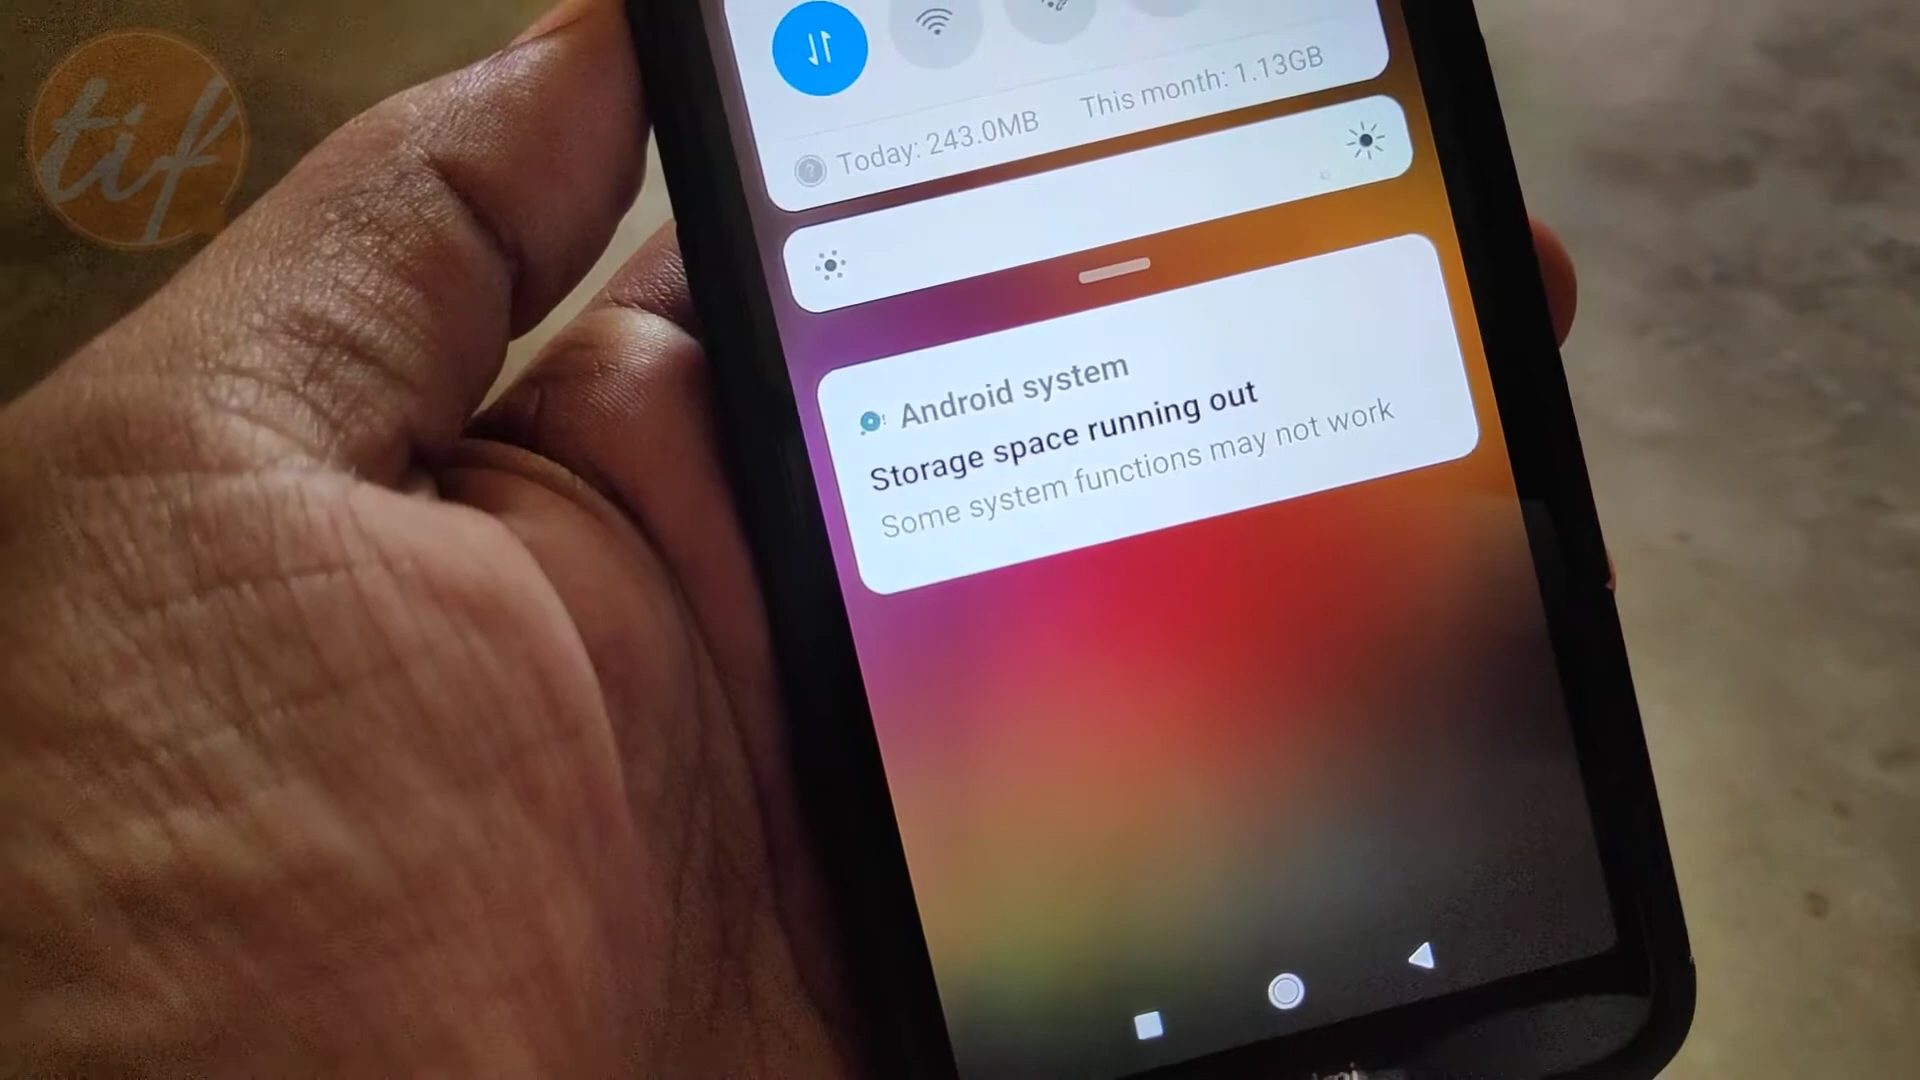 tif
Today: 243.0MB This month: 1.13GB
Android system
Storage space running out
Some system functions may not work